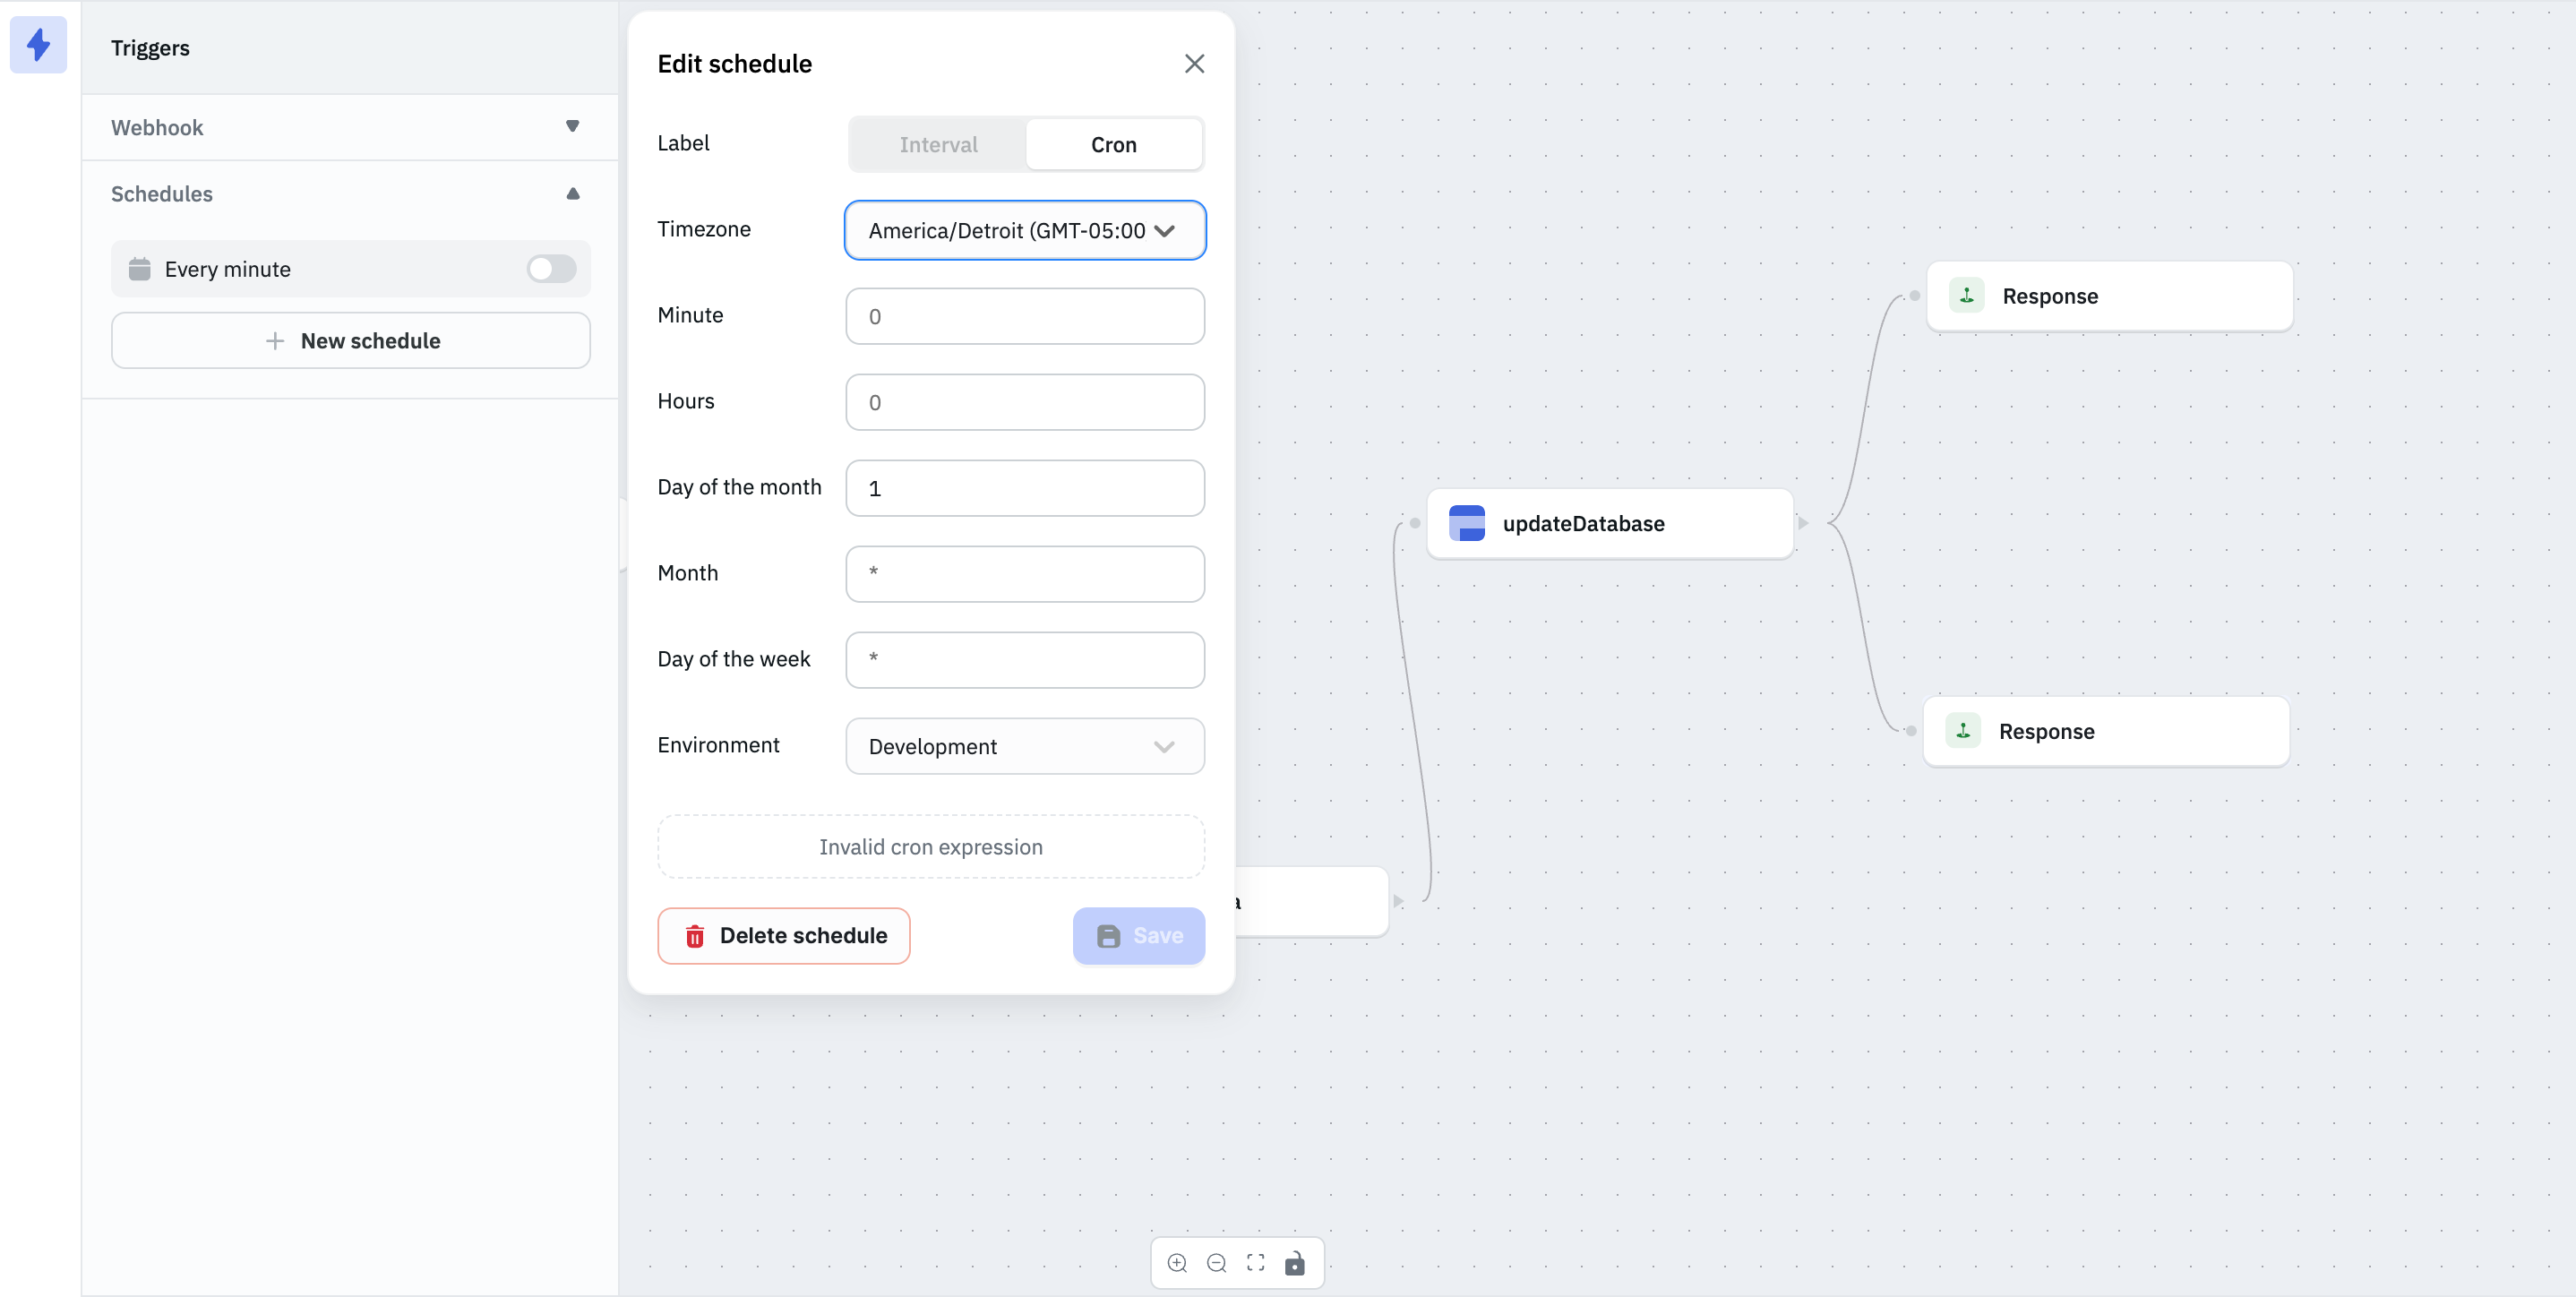 Triggers
Webhook
Schedules
Every minute
New schedule
Edit schedule
Label
Interval
Cron
Timezone
America/Detroit (GMT-05:00
Minute
0
Hours
0
Day of the month
1
Month
*
Day of the week
*
Environment
Development
Invalid cron expression
Delete schedule
Save
updateDatabase
Response
Response
a